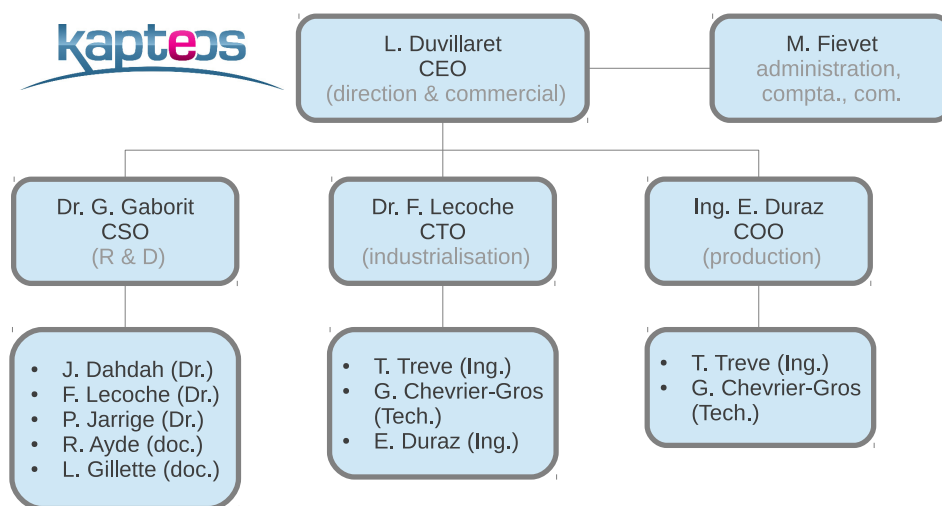 kapteos
L. Duvillaret
CEO
(direction & commercial)
M. Fievet
administration,
compta., com.
Dr. G. Gaborit
CSO
(R & D)
Dr. F. Lecoche
CTO
(industrialisation)
Ing. E. Duraz
COO
(production)
• J. Dahdah (Dr.)
• F. Lecoche (Dr.)
• P. Jarrige (Dr.)
• R. Ayde (doc.)
• L. Gillette (doc.)
• T. Treve (Ing.)
• G. Chevrier-Gros
(Tech.)
• E. Duraz (Ing.)
• T. Treve (Ing.)
• G. Chevrier-Gros
(Tech.)